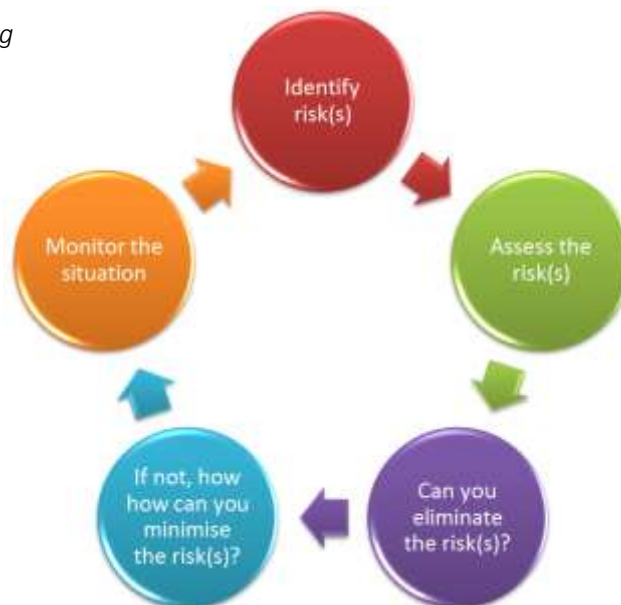 g
Identify
risk(s)
Assess the
risk(s)
Can you
eliminate
the risk(s)?
If not, how
how can you
minimise
the risk(s)?
Monitor the
situation